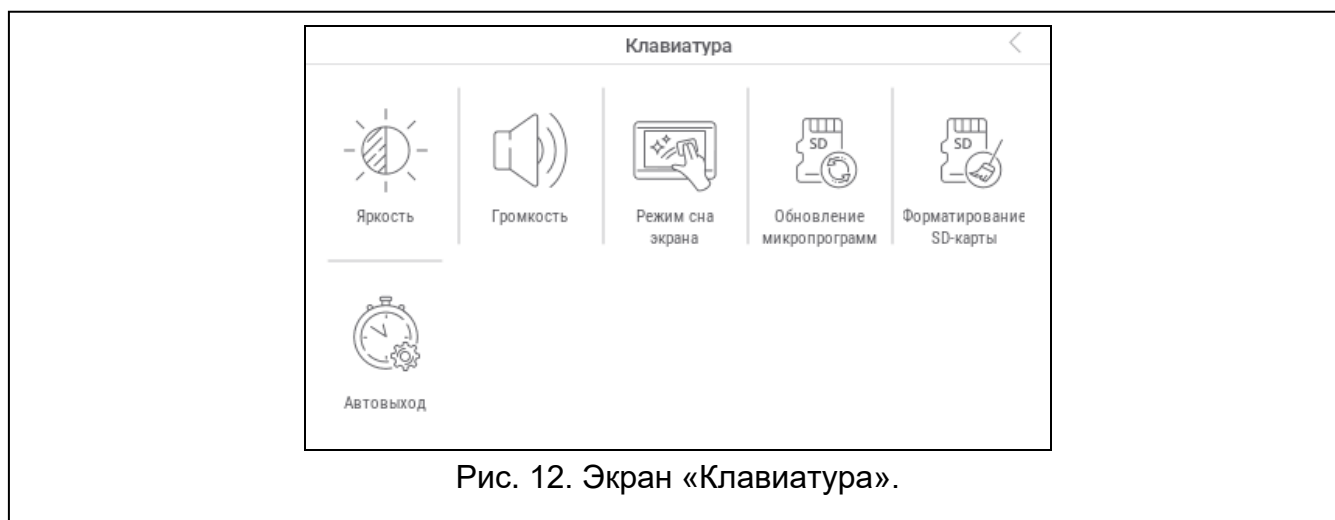 Клавиатура
SD
SD
Яркость
Громкость
Режим сна
экрана
Обновление
микропрограмм
Форматирование
SD-карты
Автовыход
Рис. 12. Экран «Клавиатура».